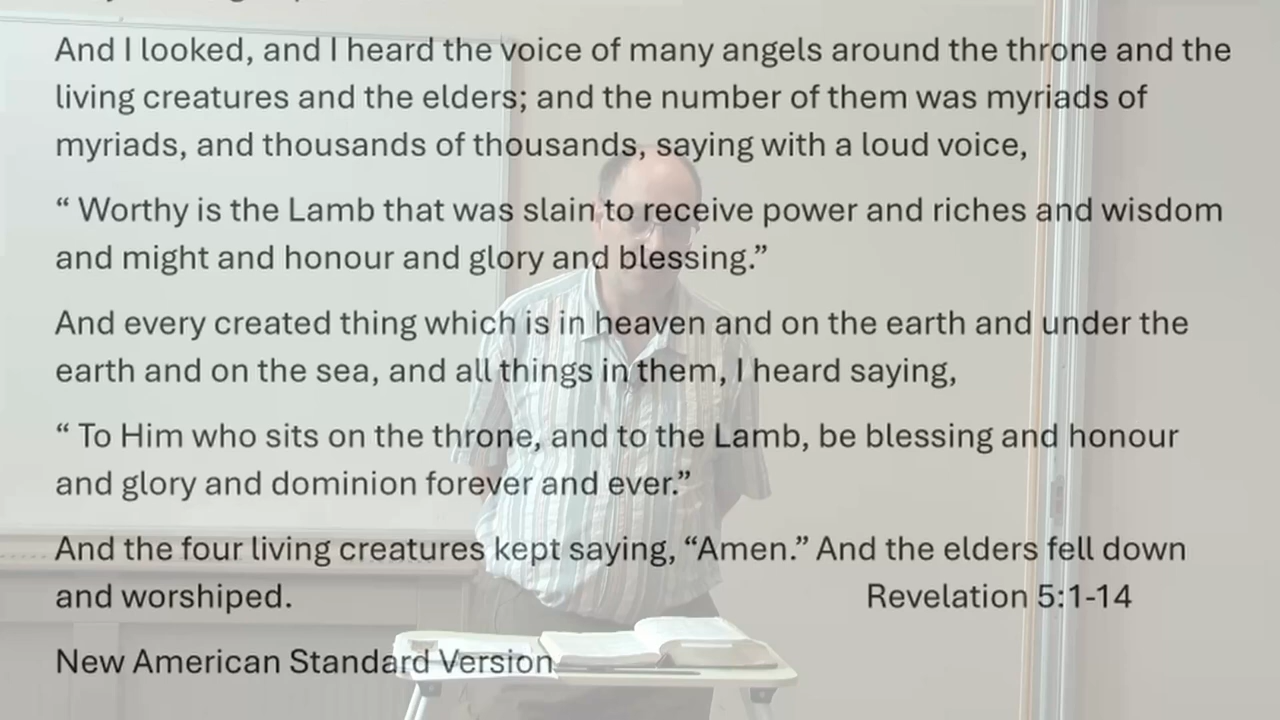 And I looked, and I heard the voice of many angels around the throne and the
living creatures and the elders; and the number of them was myriads of
myriads, and thousands of thousands, saying with a loud voice,
“ Worthy is the Lamb that was slain to receive power and riches and wisdom
and might and honour and glory and blessing.”
And every created thing which is in heaven and on the earth and under the
earth and on the sea, and all things in them, I heard saying,
“ To Him who sits on the throne, and to the Lamb, be blessing and honour
and glory and dominion forever and ever.”
And the four living creatures kept saying, “Amen.” And the elders fell down
and worshiped. Revelation 5:1-14
New American Standard Version